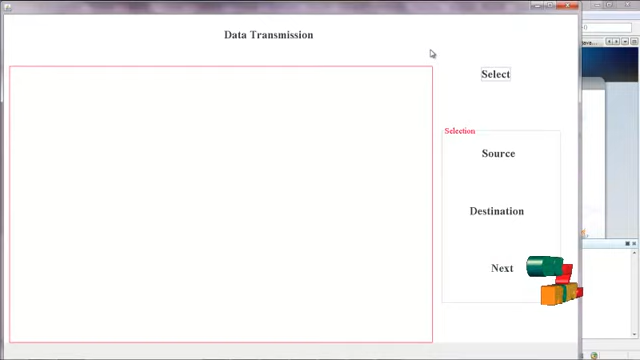 Data Transmission
Select
Selection
Source
Destination
Next